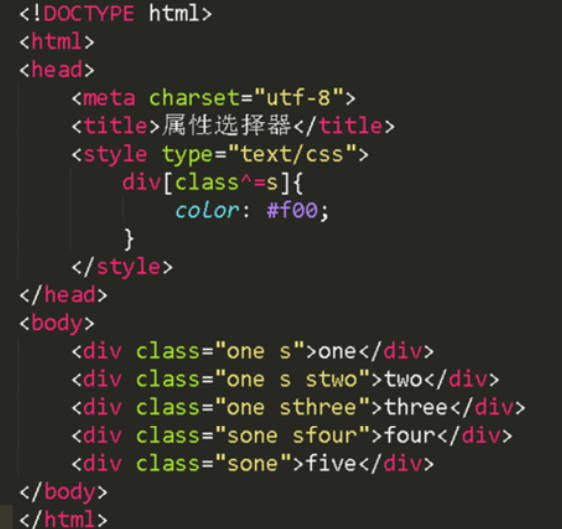 <!DOCTYPE html>
<html>
<head>
    <meta charset="utf-8">
    <title>属性选择器</title>
    <style type="text/css">
        div[class^=s]{
            color: #f00;
        }
    </style>
</head>
<body>
    <div class="one s">one</div>
    <div class="one s stwo">two</div>
    <div class="one sthree">three</div>
    <div class="sone sfour">four</div>
    <div class="sone">five</div>
</body>
</html>